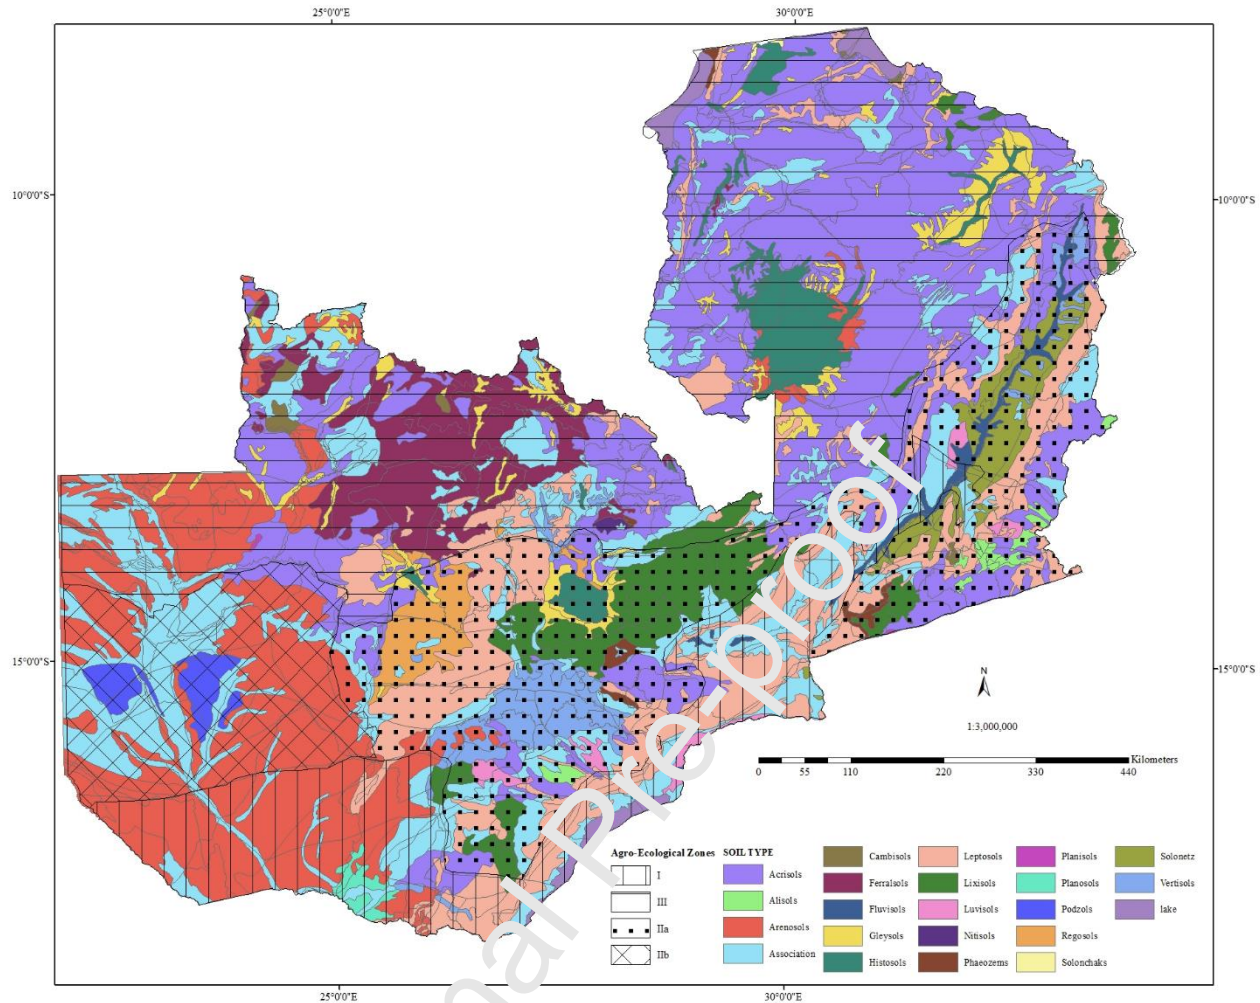 25°0'0"E 30°0'0"E
10°0'0"S 10°0'0"S
15°0'0"S 15°0'0"S
N
1:3,000,000
Kilometers
0 55 110 220 330 440
Agro-Ecological Zones
I
III
IIa
IIb
SOIL TYPE
Acrisols
Alisols
Arenosols
Association
Cambisols
Ferralsols
Fluvisols
Gleysols
Histosols
Leptosols
Lixisols
Luvisols
Nitisols
Phaeozems
Planisols
Planosols
Podzols
Regosols
Solonchaks
Solonetz
Vertisols
lake
25°0'0"E 30°0'0"E
nal Pre-proof